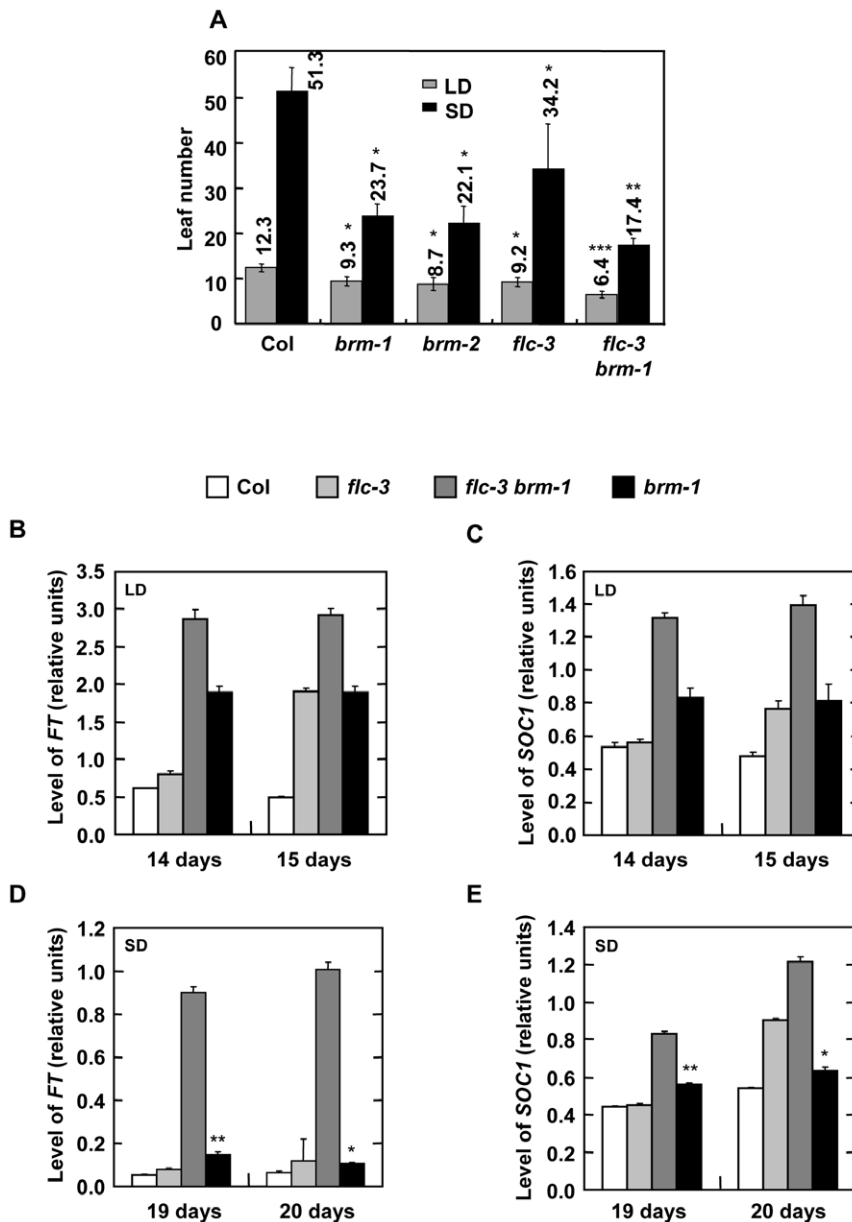 A
Leaf number
60
50
40
30
20
10
0
LD
SD
12.3
51.3
9.3 *
23.7 *
8.7 *
22.1 *
9.2 *
34.2 *
6.4 ***
17.4 **
Col
brm-1
brm-2
flc-3
flc-3 brm-1
Col
flc-3
flc-3 brm-1
brm-1
B
Level of FT (relative units)
LD
3.5
3.0
2.5
2.0
1.5
1.0
0.5
0.0
14 days
15 days
C
Level of SOC1 (relative units)
LD
1.6
1.4
1.2
1.0
0.8
0.6
0.4
0.2
0.0
14 days
15 days
D
Level of FT (relative units)
SD
1.2
1.0
0.8
0.6
0.4
0.2
0.0
**
*
19 days
20 days
E
Level of SOC1 (relative units)
SD
1.4
1.2
1.0
0.8
0.6
0.4
0.2
0.0
**
*
19 days
20 days